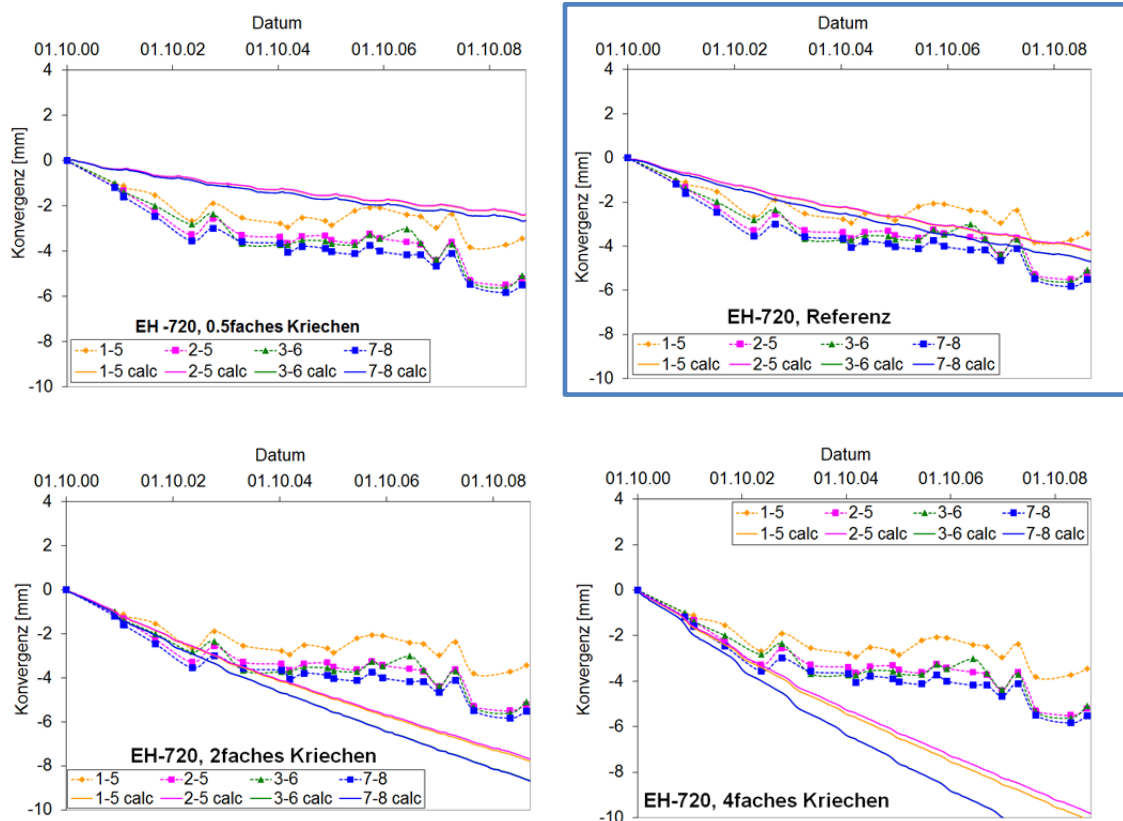 Datum
01.10.00 01.10.02 01.10.04 01.10.06 01.10.08
4
2
0
-2
-4
-6
-8
-10
Konvergenz [mm]
EH -720, 0.5faches Kriechen
1-5 2-5 3-6 7-8
1-5 calc 2-5 calc 3-6 calc 7-8 calc
Datum
01.10.00 01.10.02 01.10.04 01.10.06 01.10.08
4
2
0
-2
-4
-6
-8
-10
Konvergenz [mm]
EH-720, Referenz
1-5 2-5 3-6 7-8
1-5 calc 2-5 calc 3-6 calc 7-8 calc
Datum
01.10.00 01.10.02 01.10.04 01.10.06 01.10.08
4
2
0
-2
-4
-6
-8
-10
Konvergenz [mm]
EH-720, 2faches Kriechen
1-5 2-5 3-6 7-8
1-5 calc 2-5 calc 3-6 calc 7-8 calc
Datum
01.10.00 01.10.02 01.10.04 01.10.06 01.10.08
4
2
0
-2
-4
-6
-8
-10
Konvergenz [mm]
1-5 2-5 3-6 7-8
1-5 calc 2-5 calc 3-6 calc 7-8 calc
EH-720, 4faches Kriechen